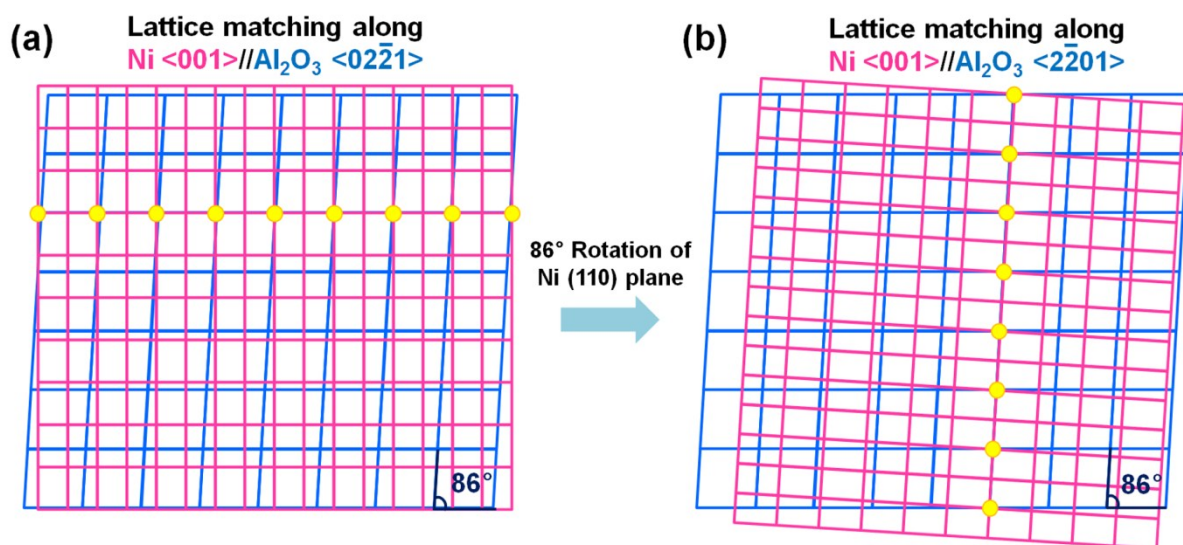 (a)
Lattice matching along
Ni <001>//Al₂O₃ <022̄1>
86°
86° Rotation of
Ni (110) plane
(b)
Lattice matching along
Ni <001>//Al₂O₃ <22̄01>
86°